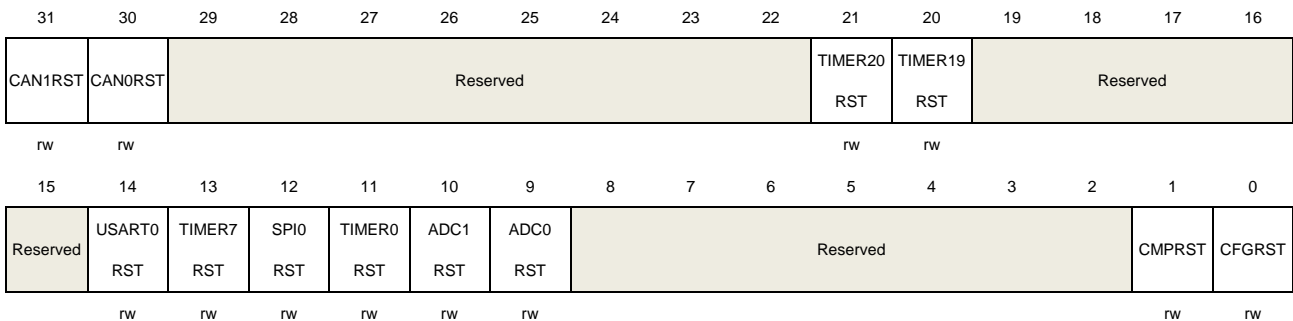 31 30 29 28 27 26 25 24 23 22 21 20 19 18 17 16
CAN1RST CAN0RST Reserved TIMER20 RST TIMER19 RST Reserved
rw rw rw rw
15 14 13 12 11 10 9 8 7 6 5 4 3 2 1 0
Reserved USART0 RST TIMER7 RST SPI0 RST TIMER0 RST ADC1 RST ADC0 RST Reserved CMPRST CFGRST
rw rw rw rw rw rw rw rw